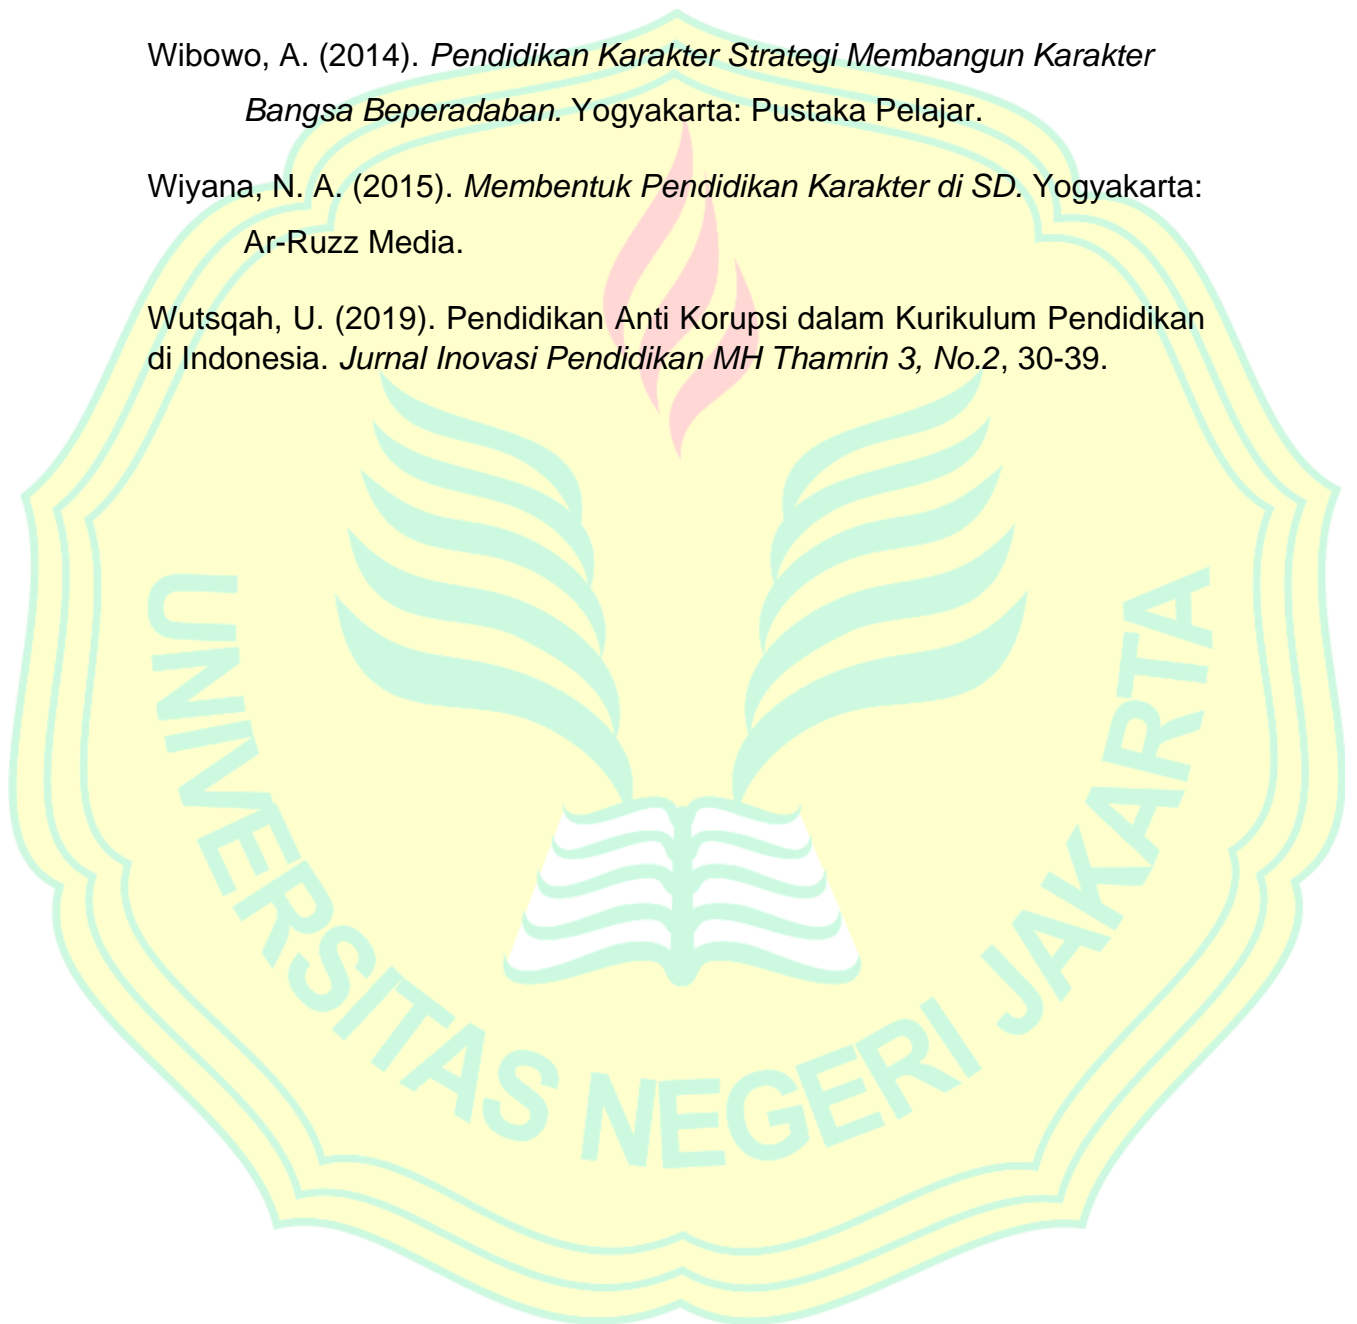 Wibowo, A. (2014). Pendidikan Karakter Strategi Membangun Karakter
Bangsa Beperadaban. Yogyakarta: Pustaka Pelajar.
Wiyana, N. A. (2015). Membentuk Pendidikan Karakter di SD. Yogyakarta:
Ar-Ruzz Media.
Wutsqah, U. (2019). Pendidikan Anti Korupsi dalam Kurikulum Pendidikan
di Indonesia. Jurnal Inovasi Pendidikan MH Thamrin 3, No.2, 30-39.
UNIVERSITAS NEGERI JAKARTA